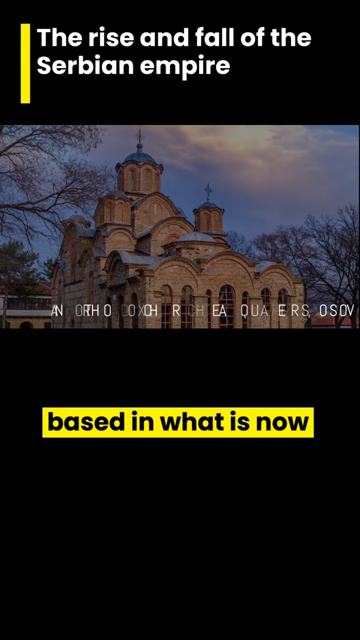 The rise and fall of the
Serbian empire
based in what is now